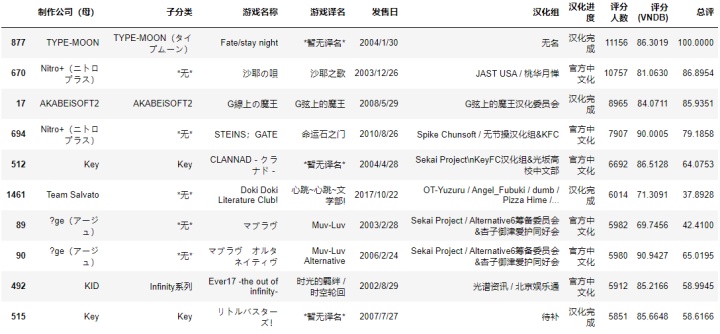 制作公司（母） 子分类 游戏名称 游戏译名 发售日 汉化组 汉化进度 评分人数 评分(VNDB) 总评
877 TYPE-MOON TYPE-MOON（タイプムーン） Fate/stay night *暂无译名* 2004/1/30 无名 汉化完成 11156 86.3019 100.0000
670 Nitro+（ニトロプラス） *无* 沙耶の唄 沙耶之歌 2003/12/26 JAST USA / 桃华月憚 官方中文化 10757 81.0630 86.8954
17 AKABEiSOFT2 AKABEiSOFT2 G線上の魔王 G弦上的魔王 2008/5/29 G弦上的魔王汉化委员会 汉化完成 8965 84.0711 85.9351
694 Nitro+（ニトロプラス） *无* STEINS；GATE 命运石之门 2010/8/26 Spike Chunsoft / 无节操汉化组&KFC 官方中文化 7907 90.0005 79.1858
512 Key Key CLANNAD - クラナド - *暂无译名* 2004/4/28 Sekai Project\nKeyFC汉化组&光坂高校中文部 官方中文化 6692 86.5128 64.0753
1461 Team Salvato *无* Doki Doki Literature Club! 心跳~心跳~文学部! 2017/10/22 OT-Yuzuru / Angel_Fubuki / dumb / Pizza Hime /... 汉化完成 6014 71.3091 37.8928
89 ?ge（アージュ） *无* マブラヴ Muv-Luv 2003/2/28 Sekai Project / Alternative6筹备委员会&杏子御津爱护同好会 官方中文化 5982 69.7456 42.4100
90 ?ge（アージュ） *无* マブラヴ オルタネイティヴ Muv-Luv Alternative 2006/2/24 Sekai Project / Alternative6筹备委员会&杏子御津爱护同好会 官方中文化 5980 90.9427 65.0195
492 KID Infinity系列 Ever17 -the out of infinity- 时光的羁绊 / 时空轮回 2002/8/29 光谱资讯 / 北京娱乐通 官方中文化 5912 85.2166 58.9945
515 Key Key リトルバスターズ！ *暂无译名* 2007/7/27 待补 汉化完成 5851 85.6648 58.6166